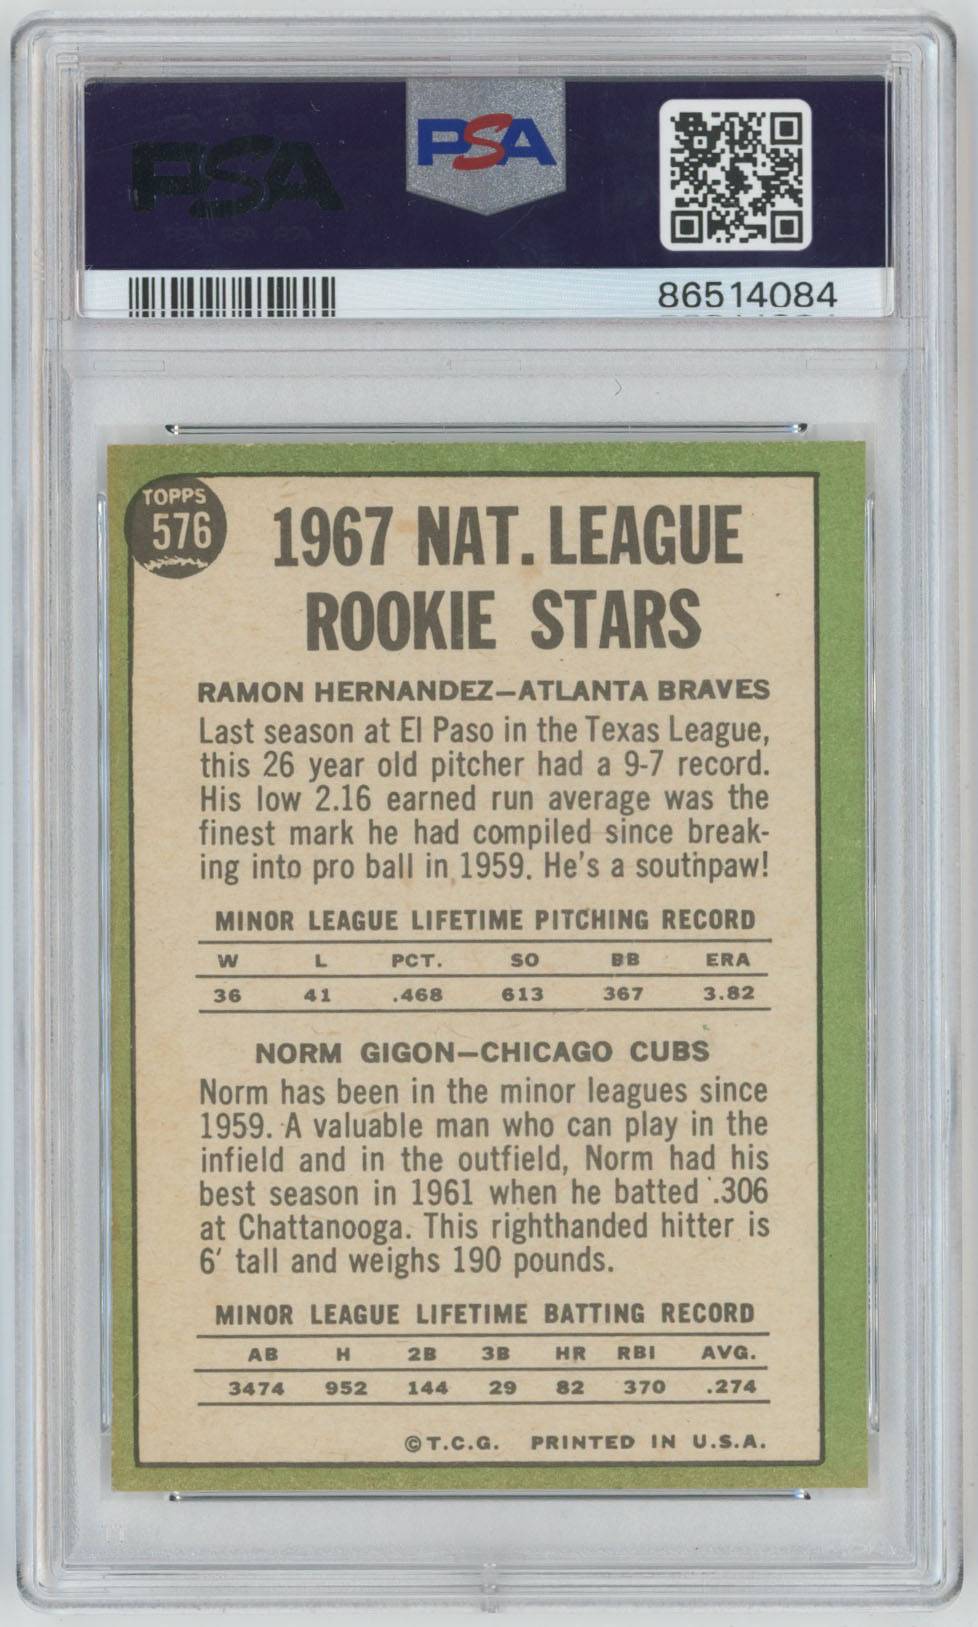 PSA
PSA
86514084
TOPPS
576
1967 NAT. LEAGUE
ROOKIE STARS
RAMON HERNANDEZ—ATLANTA BRAVES
Last season at El Paso in the Texas League,
this 26 year old pitcher had a 9-7 record.
His low 2.16 earned run average was the
finest mark he had compiled since break-
ing into pro ball in 1959. He's a southpaw!
MINOR LEAGUE LIFETIME PITCHING RECORD
W L PCT. SO BB ERA
36 41 .468 613 367 3.82
NORM GIGON—CHICAGO CUBS
Norm has been in the minor leagues since
1959. A valuable man who can play in the
infield and in the outfield, Norm had his
best season in 1961 when he batted .306
at Chattanooga. This righthanded hitter is
6' tall and weighs 190 pounds.
MINOR LEAGUE LIFETIME BATTING RECORD
AB H 2B 3B HR RBI AVG.
3474 952 144 29 82 370 .274
©T.C.G. PRINTED IN U.S.A.